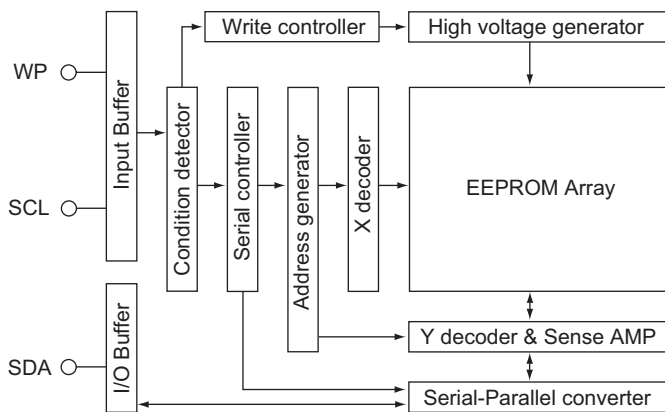 Write controller
High voltage generator
WP
SCL
Input Buffer
Condition detector
Serial controller
Address generator
X decoder
EEPROM Array
SDA
I/O Buffer
Y decoder & Sense AMP
Serial-Parallel converter